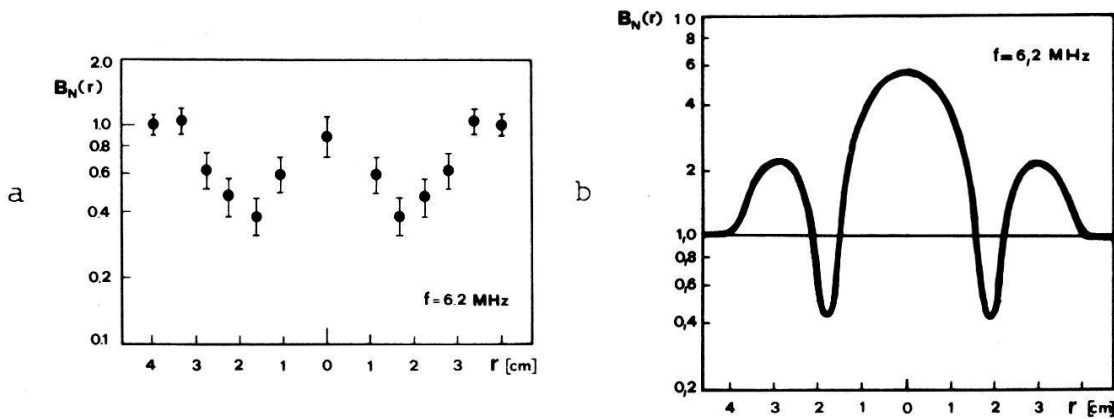 a
B_N(r)
2.0
1.0
0.8
0.6
0.4
0.2
0.1
f=6.2 MHz
4 3 2 1 0 1 2 3 r [cm]
b
B_N(r)
10
8
6
4
2
1,0
0,8
0,6
0,4
0,2
f=6,2 MHz
4 3 2 1 0 1 2 3 r [cm]